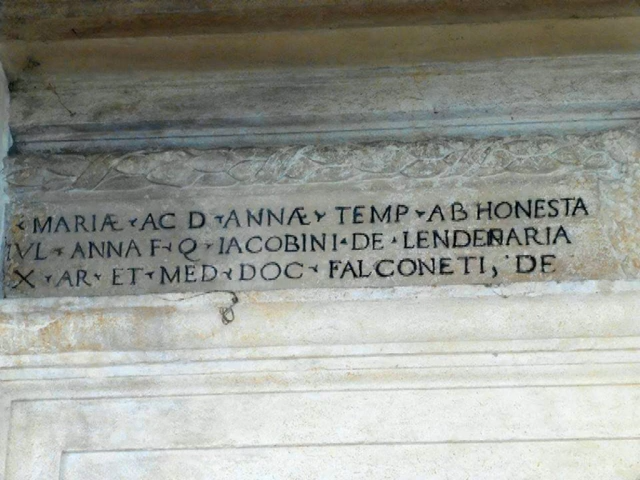 MARIÆ AC D ANNÆ TEMP AB HONESTA
IVL ANNA F Q IACOBINI DE LENDENARIA
X AR ET MED DOC FALCONETI, DE